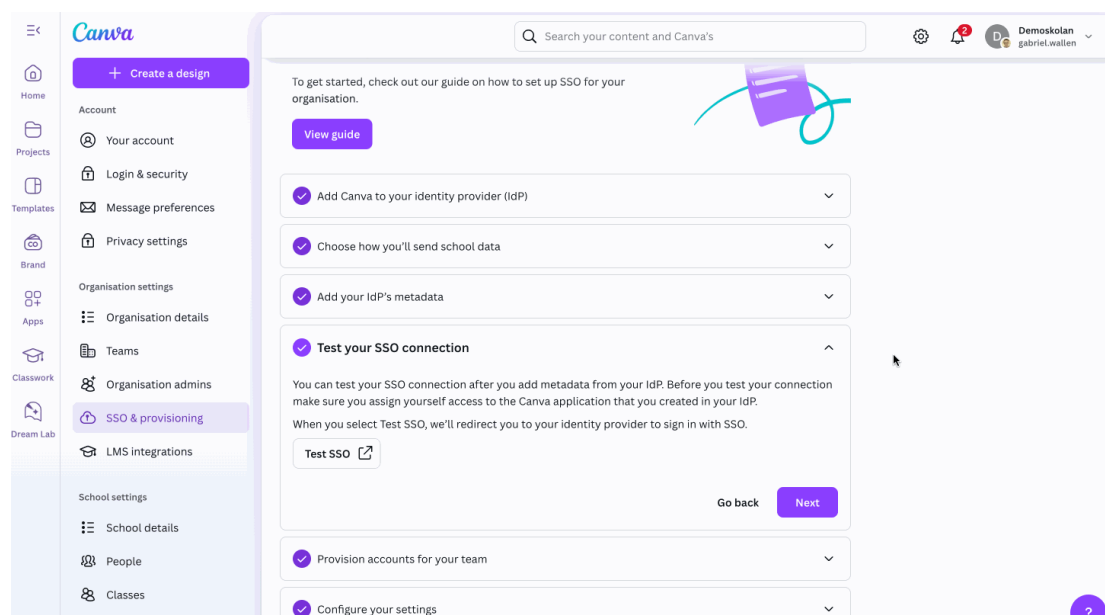 Canva
Search your content and Canva's
2
D
Demoskolan
gabriel.wallen
Home
Projects
Templates
Brand
CO
Apps
Classwork
Dream Lab
Create a design
Account
Your account
Login & security
Message preferences
Privacy settings
Organisation settings
Organisation details
Teams
Organisation admins
SSO & provisioning
LMS integrations
School settings
School details
People
Classes
To get started, check out our guide on how to set up SSO for your
organisation.
View guide
Add Canva to your identity provider (IdP)
Choose how you'll send school data
Add your IdP's metadata
Test your SSO connection
You can test your SSO connection after you add metadata from your IdP. Before you test your connection
make sure you assign yourself access to the Canva application that you created in your IdP.
When you select Test SSO, we'll redirect you to your identity provider to sign in with SSO.
Test SSO
Go back
Next
Provision accounts for your team
Configure your settings
?